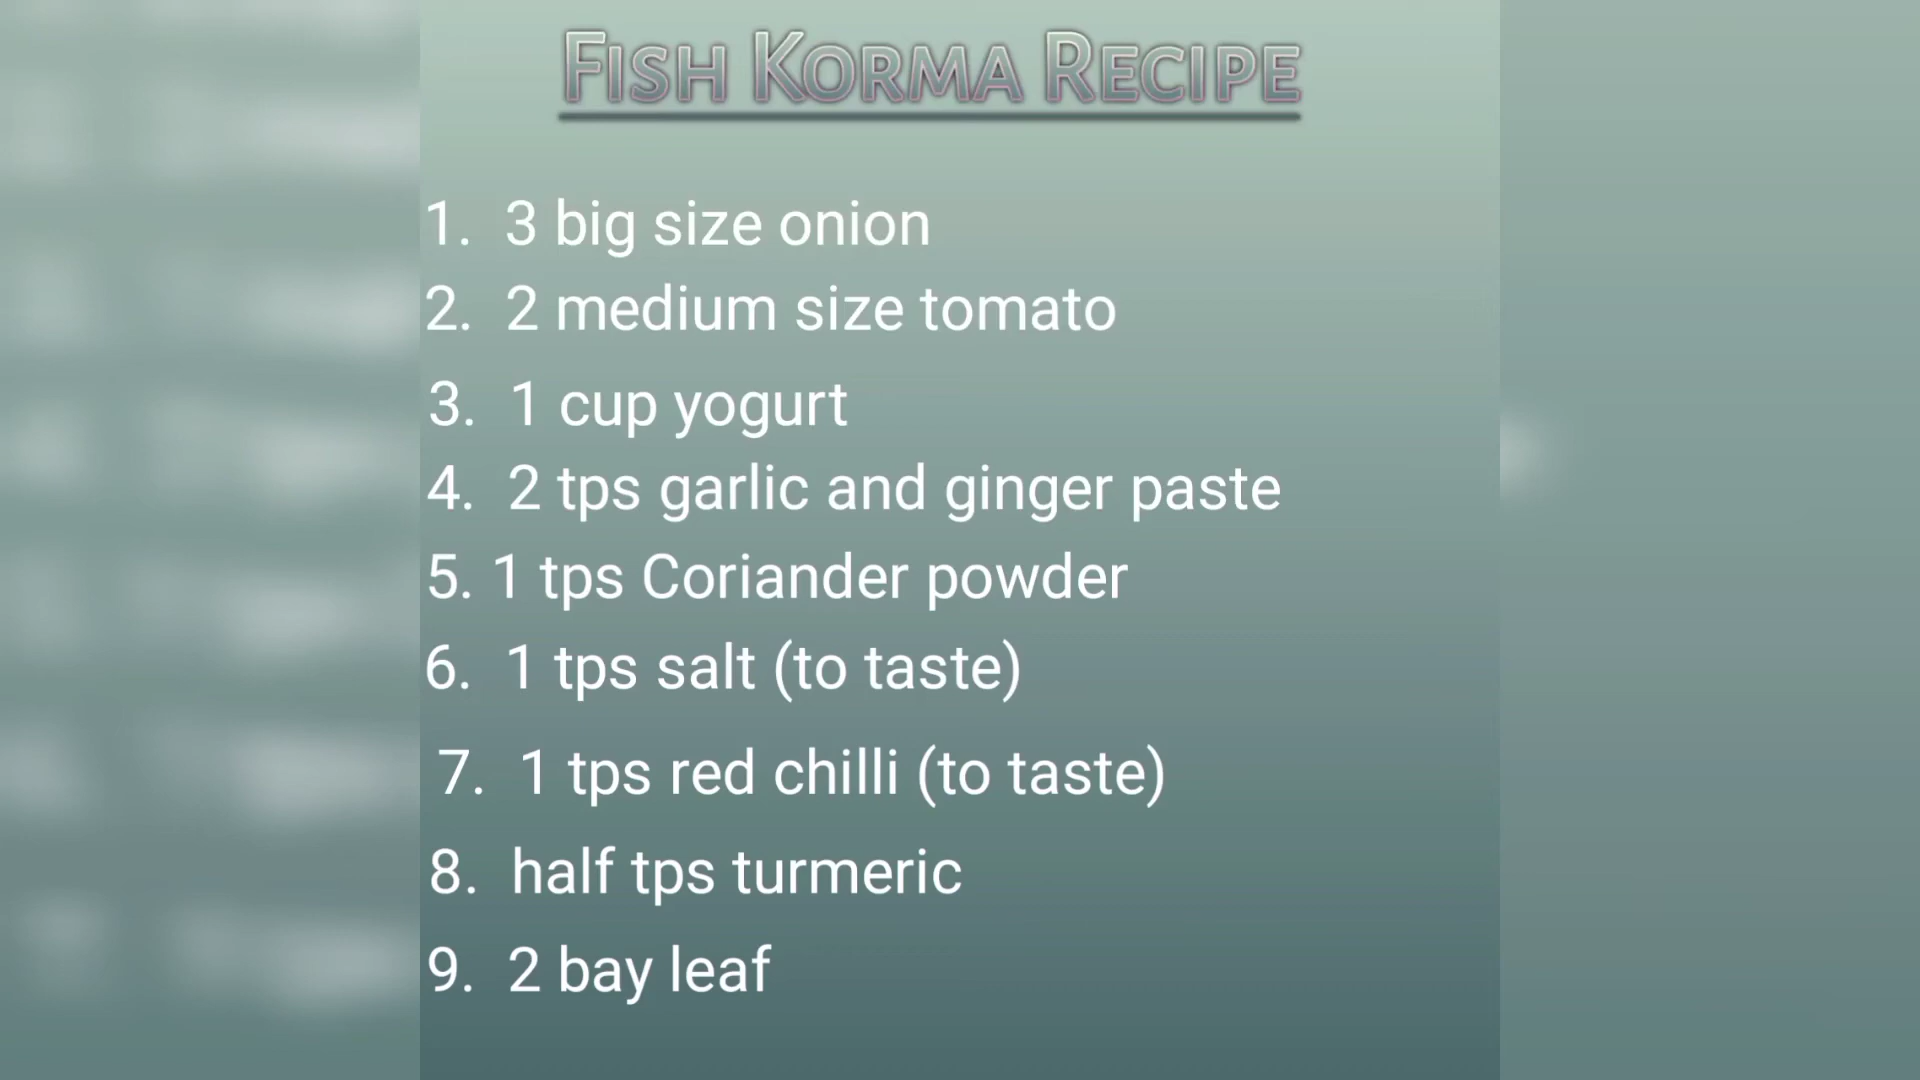 FISH KORMA RECIPE
1. 3 big size onion
2. 2 medium size tomato
3. 1 cup yogurt
4. 2 tps garlic and ginger paste
5. 1 tps Coriander powder
6. 1 tps salt (to taste)
7. 1 tps red chilli (to taste)
8. half tps turmeric
9. 2 bay leaf